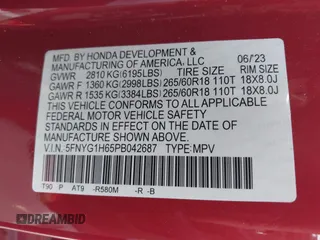 MFD. BY HONDA DEVELOPMENT &
MANUFACTURING OF AMERICA, LLC 06/23
GVWR 2810 KG(6195LBS) TIRE SIZE RIM SIZE
GAWR F 1360 KG(2998LBS) 265/60R18 110T 18X8.0J
GAWR R 1535 KG(3384LBS) 265/60R18 110T 18X8.0J
THIS VEHICLE CONFORMS TO ALL APPLICABLE
FEDERAL MOTOR VEHICLE SAFETY STANDARDS
IN EFFECT ON THE DATE OF
MANUFACTURE SHOWN ABOVE.
V.I.N. 5FNYG1H65PB042687 TYPE:MPV
T90 P AT9 -R580M -R -B
DREAMBID